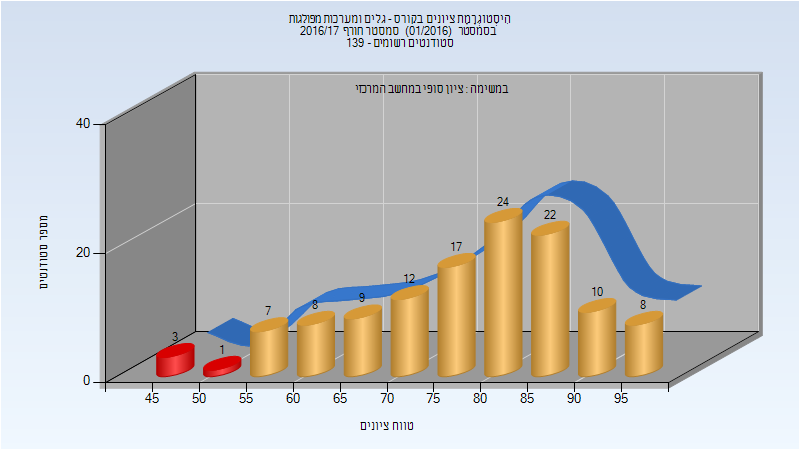 היסטוגרמת ציונים בקורס - גלים ומערכות מפולגות
בסמסטר (01/2016) סמסטר חורף 2016/17
סטודנטים רשומים - 139
במשימה : ציון סופי במחשב המרכזי
מספר סטודנטים
40
20
0
3
1
7
8
9
12
17
24
22
10
8
45 50 55 60 65 70 75 80 85 90 95
טווח ציונים